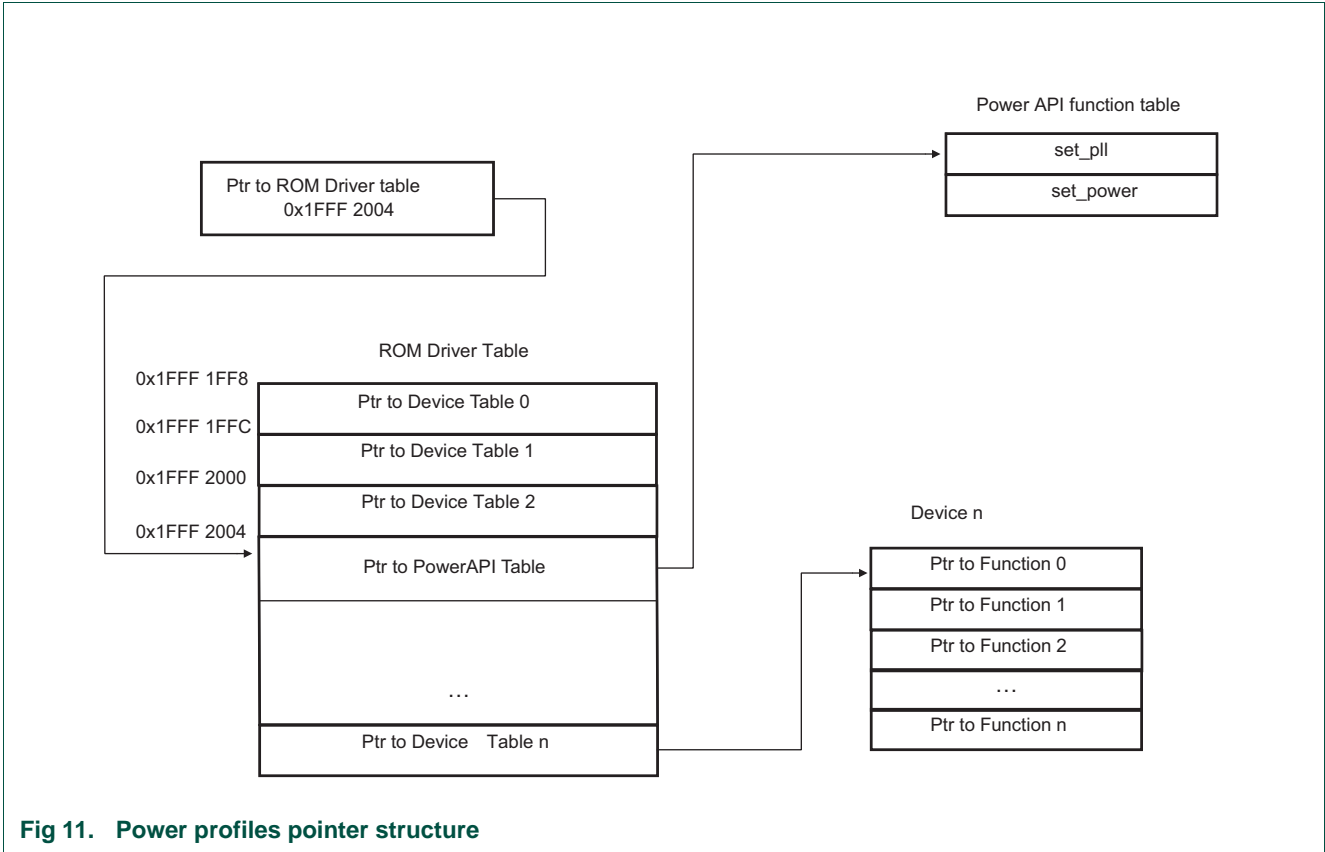 Power API function table
set_pll
set_power
Ptr to ROM Driver table
0x1FFF 2004
ROM Driver Table
0x1FFF 1FF8
Ptr to Device Table 0
0x1FFF 1FFC
Ptr to Device Table 1
0x1FFF 2000
Ptr to Device Table 2
0x1FFF 2004
Ptr to PowerAPI Table
…
Ptr to Device Table n
Device n
Ptr to Function 0
Ptr to Function 1
Ptr to Function 2
…
Ptr to Function n
Fig 11. Power profiles pointer structure